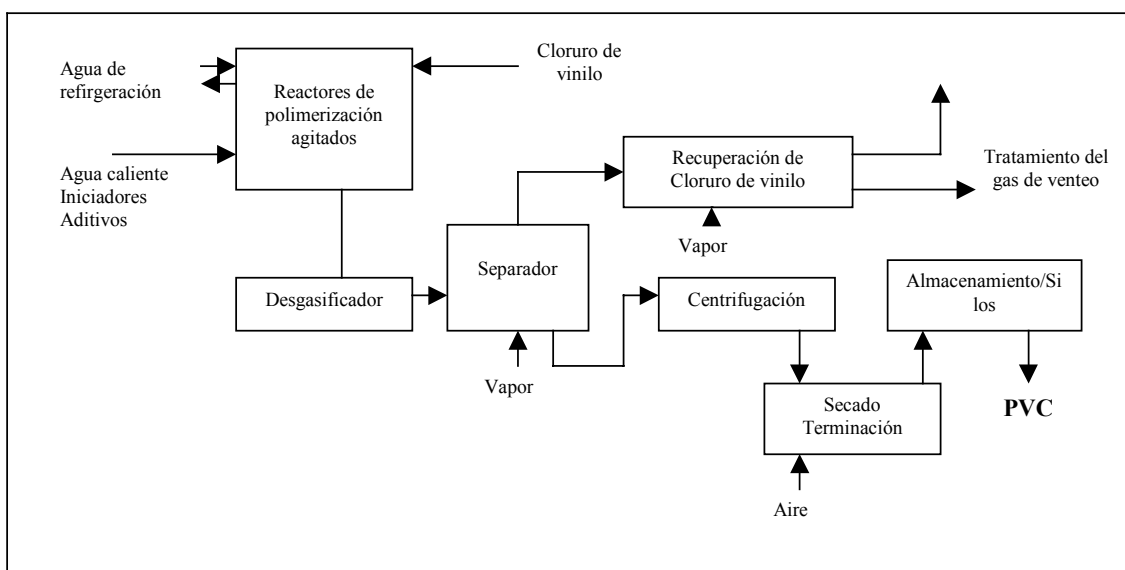 Agua de
refirgeración
Reactores de
polimerización
agitados
Cloruro de
vinilo
Agua caliente
Iniciadores
Aditivos
Recuperación de
Cloruro de vinilo
Tratamiento del
gas de venteo
Vapor
Separador
Desgasificador
Centrifugación
Almacenamiento/Si
los
Vapor
Secado
Terminación
PVC
Aire